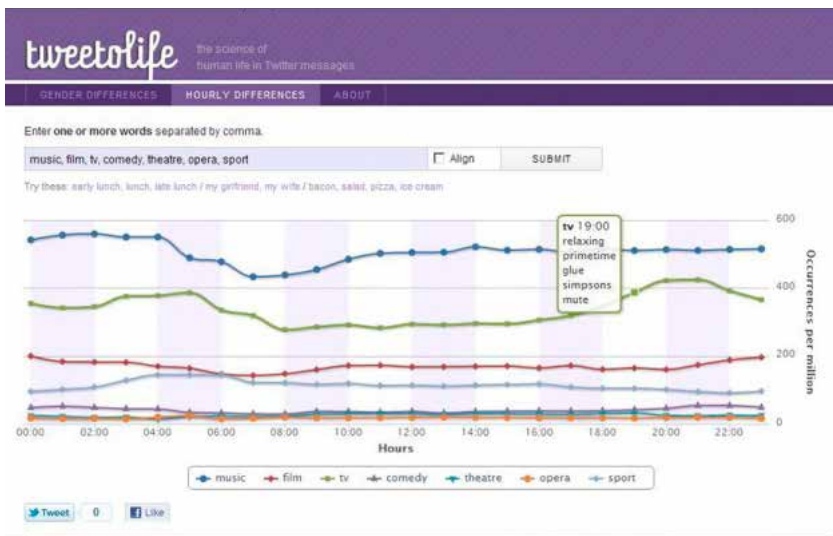 tweetolife
the science of
human life in Twitter messages
GENDER DIFFERENCES HOURLY DIFFERENCES ABOUT
Enter one or more words separated by comma.
music, film, tv, comedy, theatre, opera, sport
Align
SUBMIT
Try these: early lunch, lunch, late lunch / my girlfriend, my wife / bacon, salad, pizza, ice cream
tv 19:00
relaxing
primetime
glue
simpsons
mute
600
400
200
0
Occurrences per million
00:00 02:00 04:00 06:00 08:00 10:00 12:00 14:00 16:00 18:00 20:00 22:00
Hours
music film tv comedy theatre opera sport
Tweet 0 Like